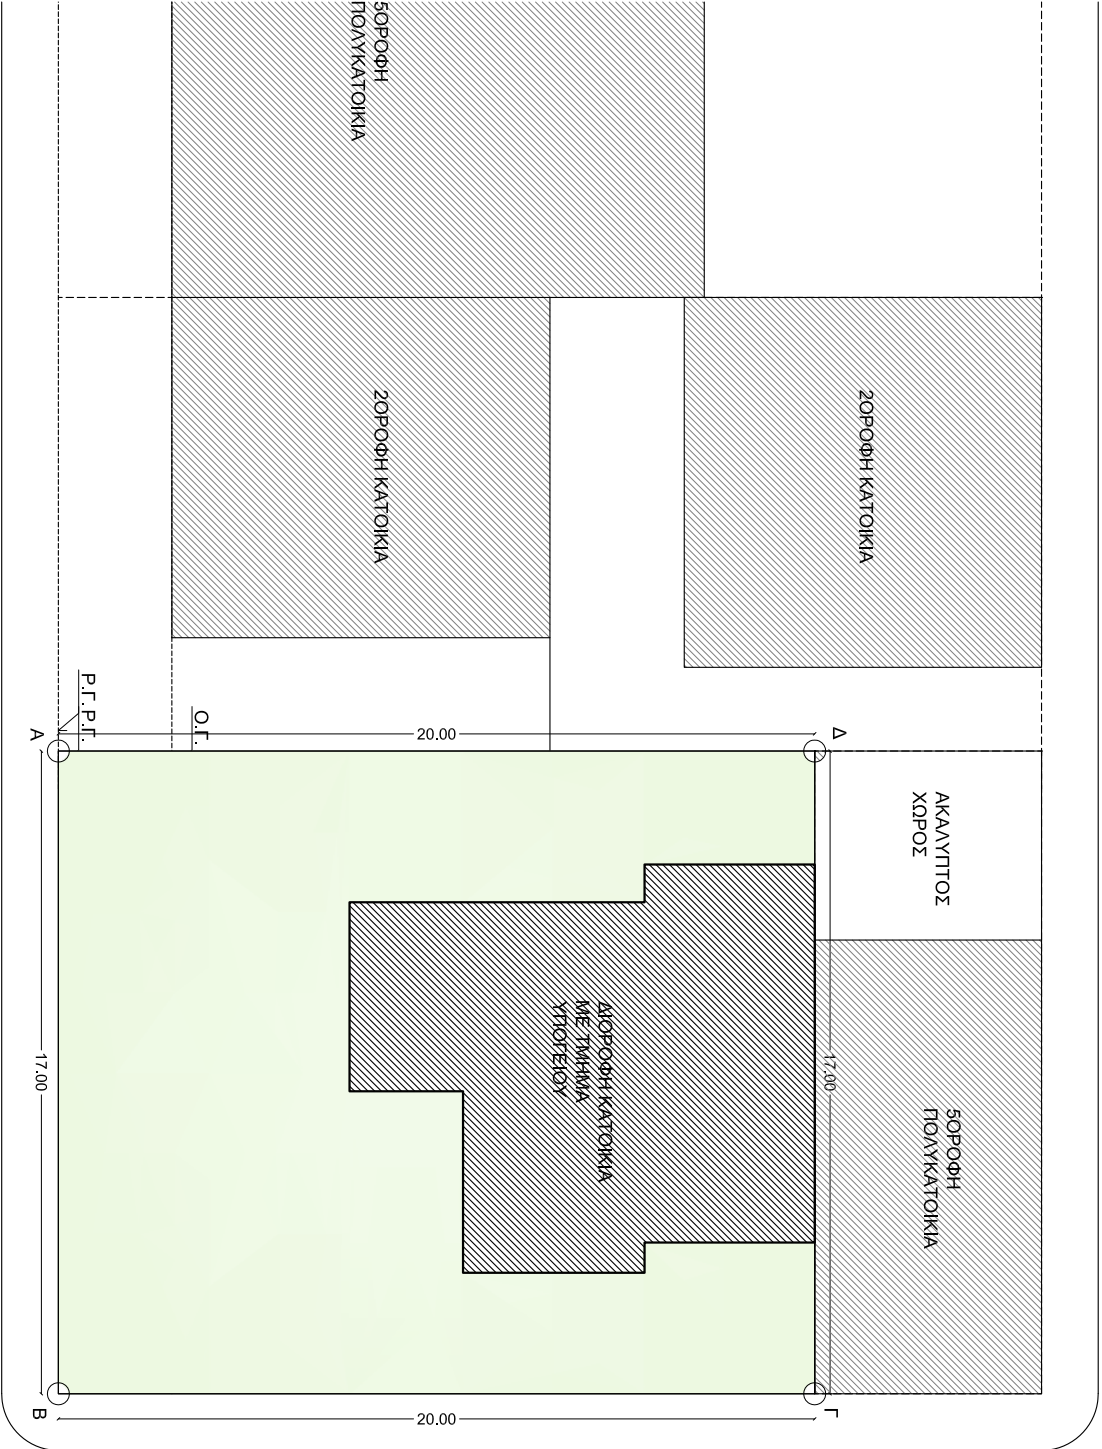 5ΟΡΟΦΗ
ΠΟΛΥΚΑΤΟΙΚΙΑ
2ΟΡΟΦΗ ΚΑΤΟΙΚΙΑ
2ΟΡΟΦΗ ΚΑΤΟΙΚΙΑ
Ρ.Γ. Ρ.Γ.
Ο.Γ.
Α
20.00
Δ
ΑΚΑΛΥΠΤΟΣ
ΧΩΡΟΣ
ΔΙΟΡΟΦΗ ΚΑΤΟΙΚΙΑ
ΜΕ ΤΜΗΜΑ
ΥΠΟΓΕΙΟΥ
17.00
17.00
5ΟΡΟΦΗ
ΠΟΛΥΚΑΤΟΙΚΙΑ
Β
20.00
Γ